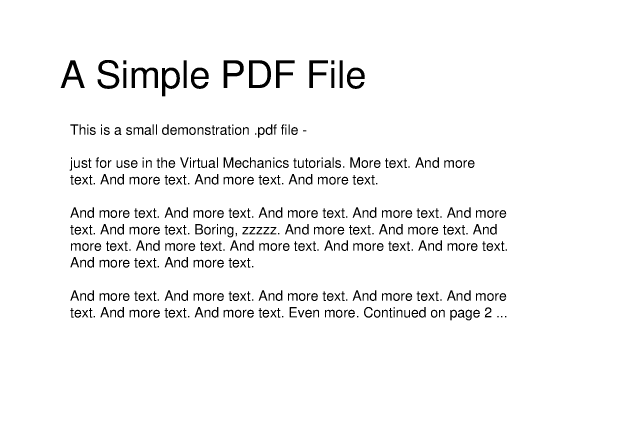 A Simple PDF File
This is a small demonstration .pdf file -
just for use in the Virtual Mechanics tutorials. More text. And more
text. And more text. And more text. And more text.
And more text. And more text. And more text. And more text. And more
text. And more text. Boring, zzzzz. And more text. And more text. And
more text. And more text. And more text. And more text. And more text.
And more text. And more text.
And more text. And more text. And more text. And more text. And more
text. And more text. And more text. Even more. Continued on page 2 ...